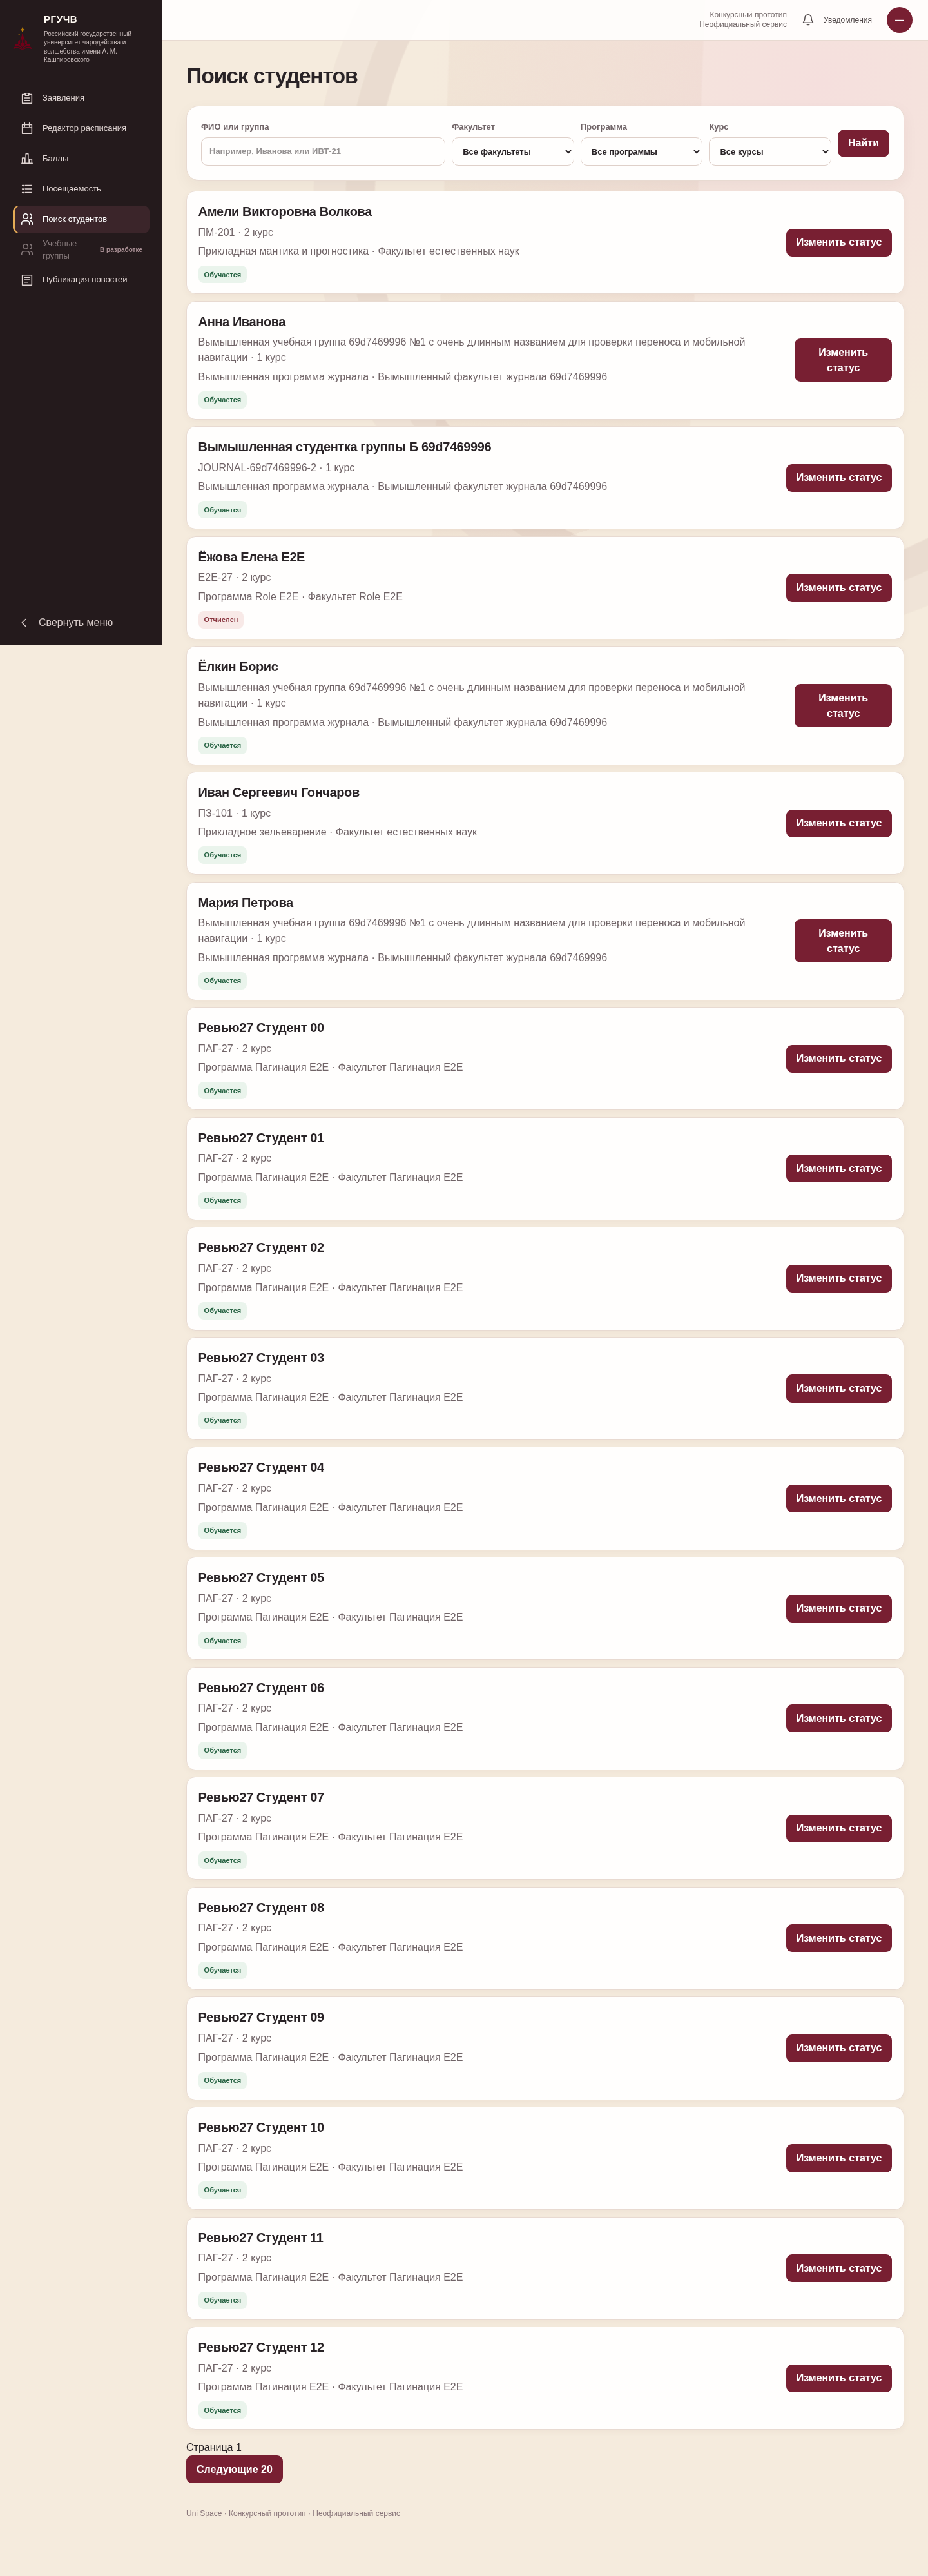 РГУЧВ
Российский государственный
университет чародейства и
волшебства имени А. М.
Кашпировского
Заявления
Редактор расписания
Баллы
Посещаемость
Поиск студентов
Учебные
группы
В разработке
Публикация новостей
Свернуть меню
Конкурсный прототип
Неофициальный сервис
Уведомления
Поиск студентов
ФИО или группа
Факультет
Программа
Курс
Например, Иванова или ИВТ-21
Все факультеты
Все программы
Все курсы
Найти
Амели Викторовна Волкова
ПМ-201 · 2 курс
Прикладная мантика и прогностика · Факультет естественных наук
Обучается
Изменить статус
Анна Иванова
Вымышленная учебная группа 69d7469996 №1 с очень длинным названием для проверки переноса и мобильной
навигации · 1 курс
Вымышленная программа журнала · Вымышленный факультет журнала 69d7469996
Обучается
Изменить
статус
Вымышленная студентка группы Б 69d7469996
JOURNAL-69d7469996-2 · 1 курс
Вымышленная программа журнала · Вымышленный факультет журнала 69d7469996
Обучается
Изменить статус
Ёжова Елена E2E
E2E-27 · 2 курс
Программа Role E2E · Факультет Role E2E
Отчислен
Изменить статус
Ёлкин Борис
Вымышленная учебная группа 69d7469996 №1 с очень длинным названием для проверки переноса и мобильной
навигации · 1 курс
Вымышленная программа журнала · Вымышленный факультет журнала 69d7469996
Обучается
Изменить
статус
Иван Сергеевич Гончаров
ПЗ-101 · 1 курс
Прикладное зельеварение · Факультет естественных наук
Обучается
Изменить статус
Мария Петрова
Вымышленная учебная группа 69d7469996 №1 с очень длинным названием для проверки переноса и мобильной
навигации · 1 курс
Вымышленная программа журнала · Вымышленный факультет журнала 69d7469996
Обучается
Изменить
статус
Ревью27 Студент 00
ПАГ-27 · 2 курс
Программа Пагинация E2E · Факультет Пагинация E2E
Обучается
Изменить статус
Ревью27 Студент 01
ПАГ-27 · 2 курс
Программа Пагинация E2E · Факультет Пагинация E2E
Обучается
Изменить статус
Ревью27 Студент 02
ПАГ-27 · 2 курс
Программа Пагинация E2E · Факультет Пагинация E2E
Обучается
Изменить статус
Ревью27 Студент 03
ПАГ-27 · 2 курс
Программа Пагинация E2E · Факультет Пагинация E2E
Обучается
Изменить статус
Ревью27 Студент 04
ПАГ-27 · 2 курс
Программа Пагинация E2E · Факультет Пагинация E2E
Обучается
Изменить статус
Ревью27 Студент 05
ПАГ-27 · 2 курс
Программа Пагинация E2E · Факультет Пагинация E2E
Обучается
Изменить статус
Ревью27 Студент 06
ПАГ-27 · 2 курс
Программа Пагинация E2E · Факультет Пагинация E2E
Обучается
Изменить статус
Ревью27 Студент 07
ПАГ-27 · 2 курс
Программа Пагинация E2E · Факультет Пагинация E2E
Обучается
Изменить статус
Ревью27 Студент 08
ПАГ-27 · 2 курс
Программа Пагинация E2E · Факультет Пагинация E2E
Обучается
Изменить статус
Ревью27 Студент 09
ПАГ-27 · 2 курс
Программа Пагинация E2E · Факультет Пагинация E2E
Обучается
Изменить статус
Ревью27 Студент 10
ПАГ-27 · 2 курс
Программа Пагинация E2E · Факультет Пагинация E2E
Обучается
Изменить статус
Ревью27 Студент 11
ПАГ-27 · 2 курс
Программа Пагинация E2E · Факультет Пагинация E2E
Обучается
Изменить статус
Ревью27 Студент 12
ПАГ-27 · 2 курс
Программа Пагинация E2E · Факультет Пагинация E2E
Обучается
Изменить статус
Страница 1
Следующие 20
Uni Space · Конкурсный прототип · Неофициальный сервис